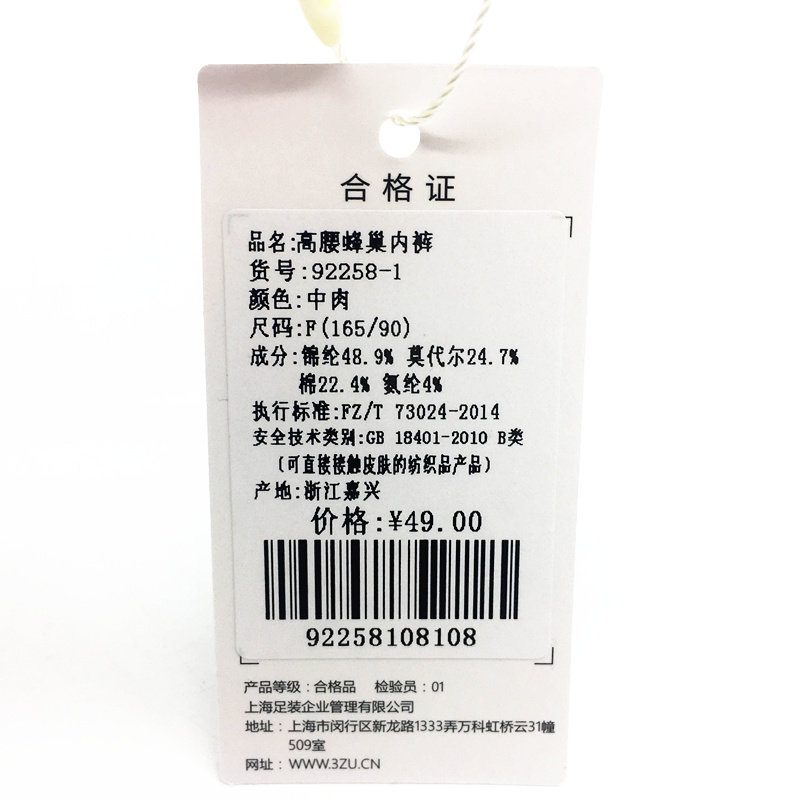 合格证
品名:高腰蜂巢内裤
货号:92258-1
颜色:中肉
尺码:F(165/90)
成分:锦纶48.9% 莫代尔24.7%
棉22.4% 氨纶4%
执行标准:FZ/T 73024-2014
安全技术类别:GB 18401-2010 B类
(可直接接触皮肤的纺织品产品)
产地:浙江嘉兴
价格:¥49.00
92258108108
产品等级：合格品 检验员：01
上海足装企业管理有限公司
地址：上海市闵行区新龙路1333弄万科虹桥云31幢
509室
网址：WWW.3ZU.CN